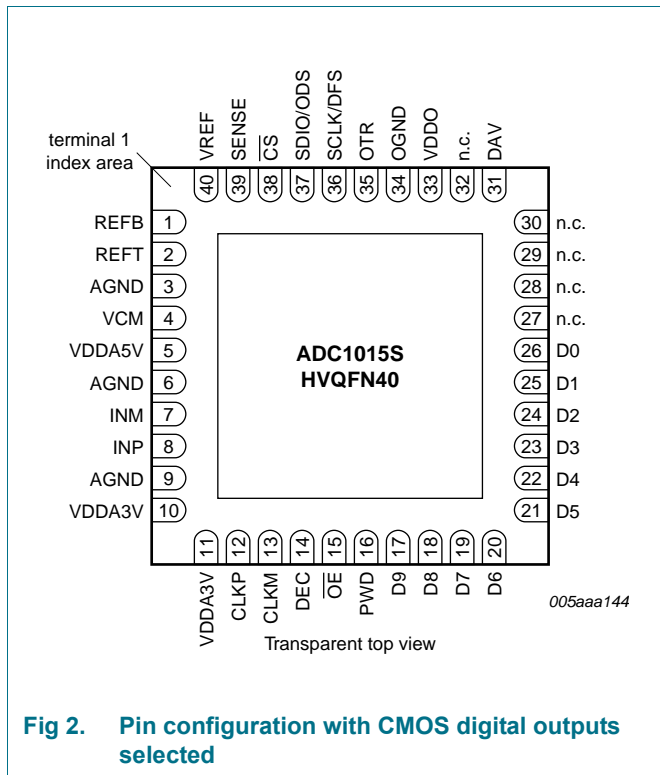 terminal 1
index area
VREF
SENSE
CS
SDIO/ODS
SCLK/DFS
OTR
OGND
VDDO
n.c.
DAV
40
39
38
37
36
35
34
33
32
31
REFB 1
REFT 2
AGND 3
VCM 4
VDDA5V 5
AGND 6
INM 7
INP 8
AGND 9
VDDA3V 10
30 n.c.
29 n.c.
28 n.c.
27 n.c.
26 D0
25 D1
24 D2
23 D3
22 D4
21 D5
ADC1015S
HVQFN40
11
12
13
14
15
16
17
18
19
20
VDDA3V
CLKP
CLKM
DEC
OE
PWD
D9
D8
D7
D6
005aaa144
Transparent top view
Fig 2. Pin configuration with CMOS digital outputs
selected